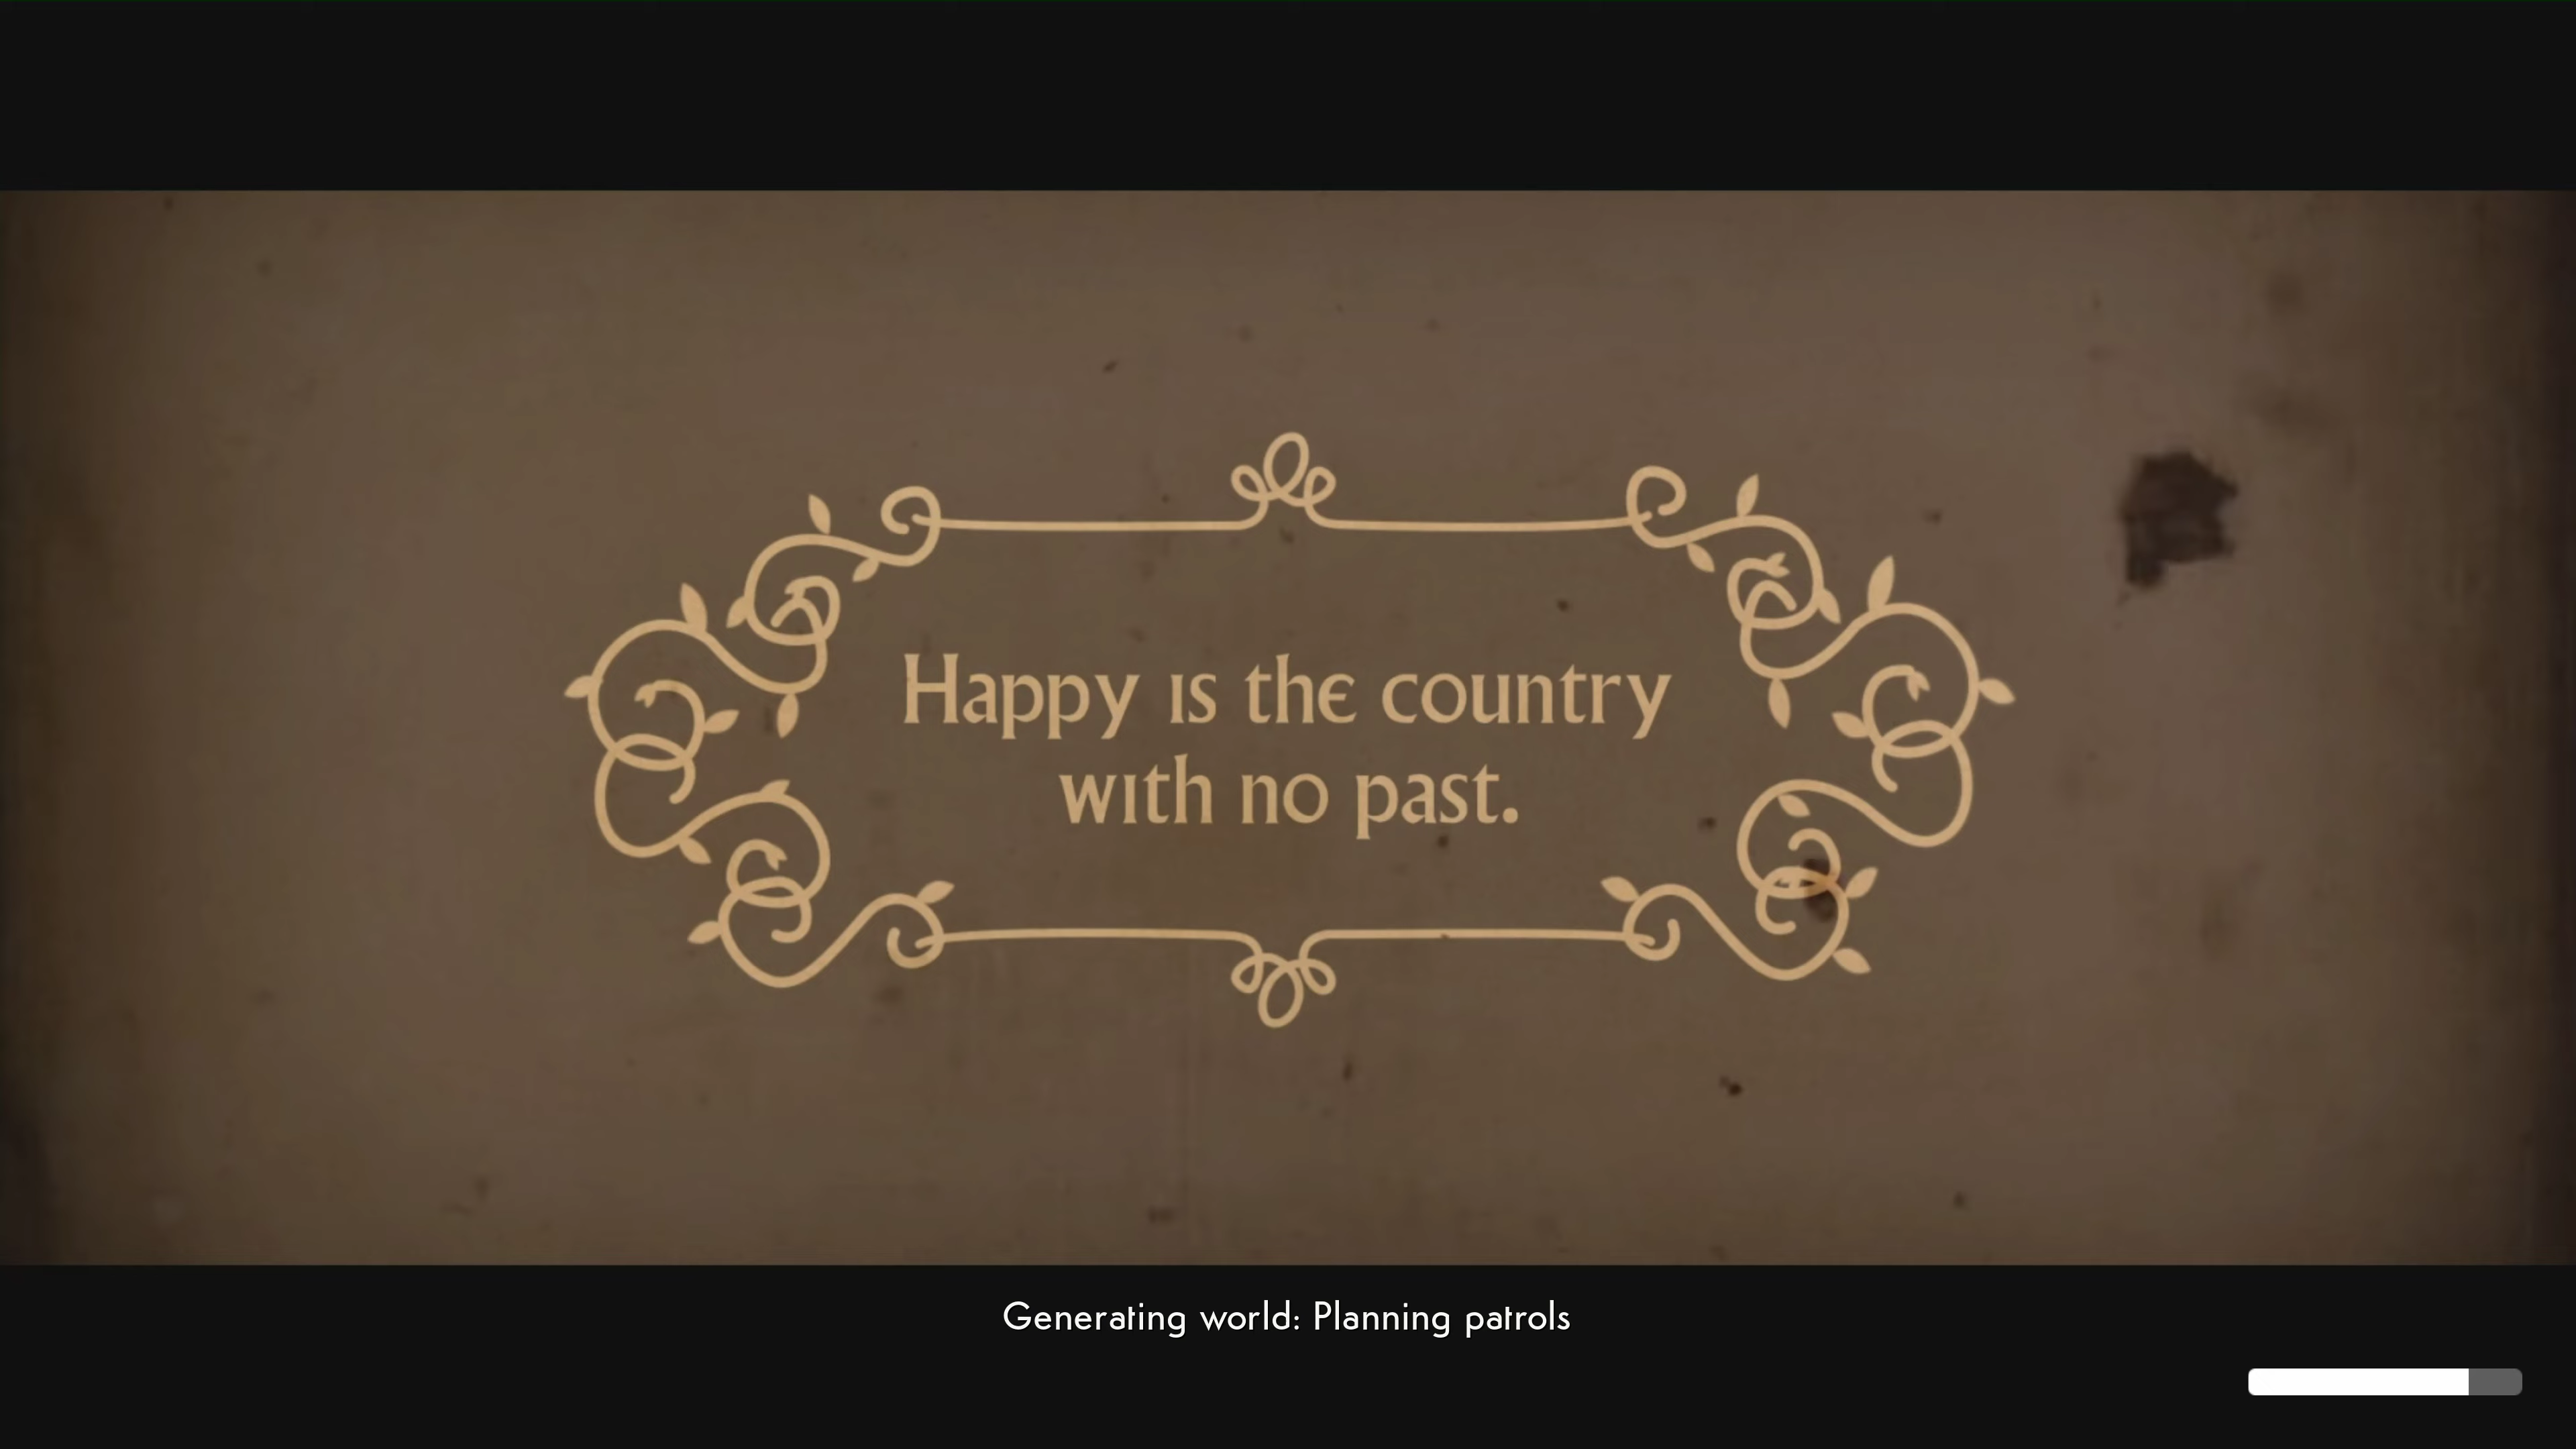 Happy is the country
with no past.
Generating world: Planning patrols